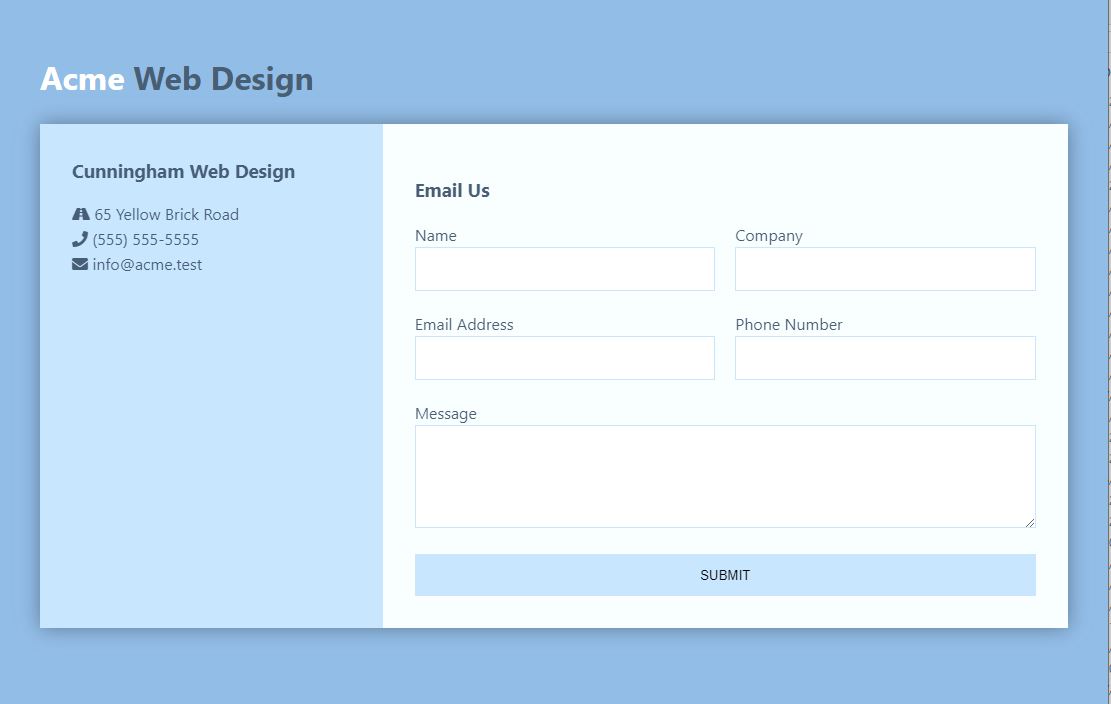 Acme Web Design
Cunningham Web Design
65 Yellow Brick Road
(555) 555-5555
info@acme.test
Email Us
Name Company
Email Address Phone Number
Message
SUBMIT